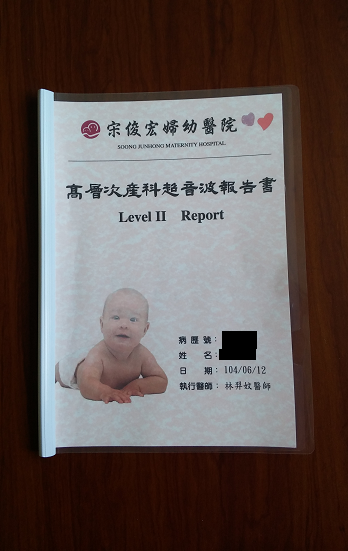 宋俊宏婦幼醫院
SOONG JUNHONG MATERNITY HOSPITAL
高層次產科超音波報告書
Level II Report
病歷號:
姓名:
日期: 104/06/12
執行醫師: 林羿妏醫師